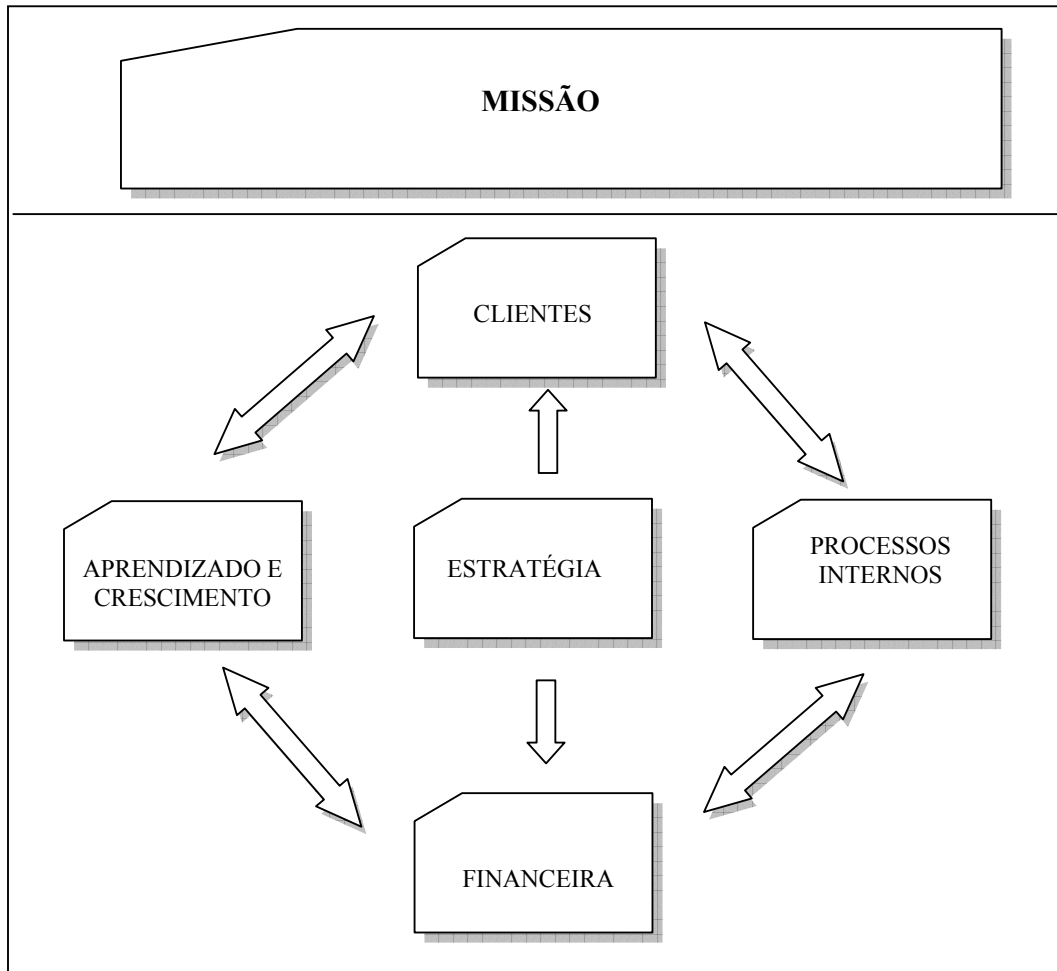 MISSÃO
CLIENTES
APRENDIZADO E
CRESCIMENTO
ESTRATÉGIA
PROCESSOS
INTERNOS
FINANCEIRA